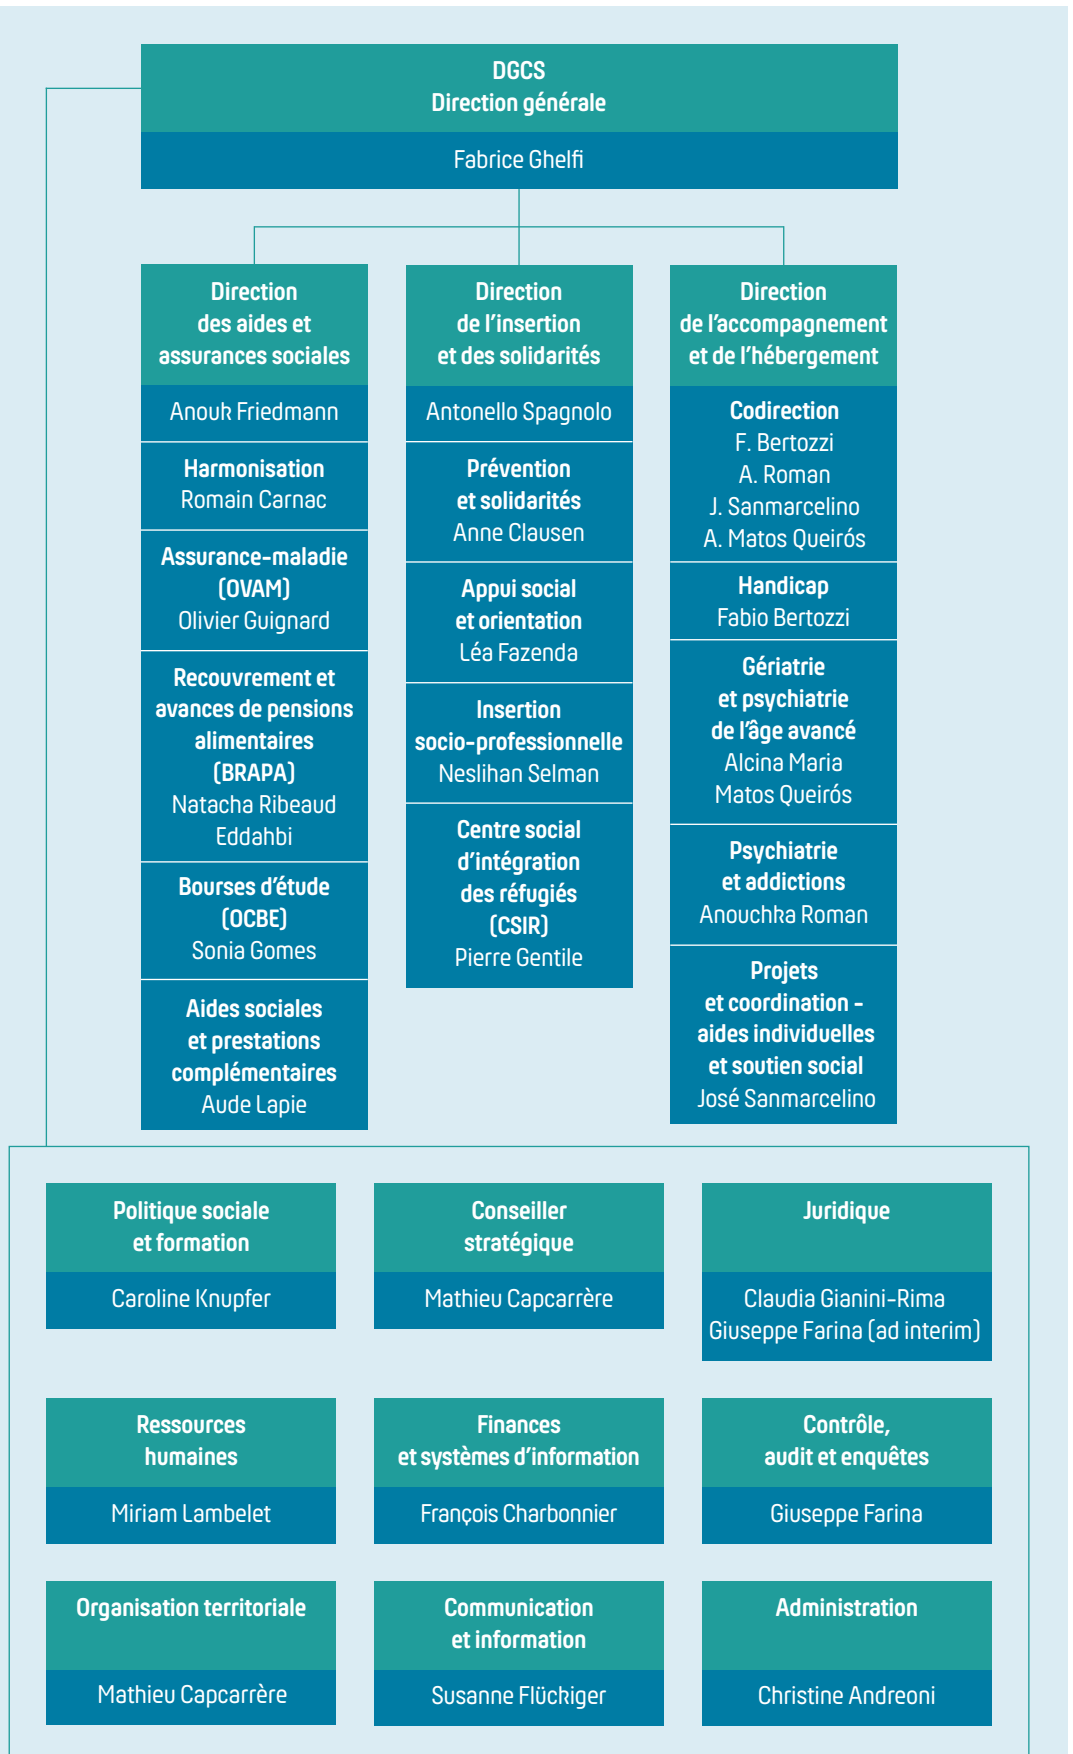 DGCS
Direction générale
Fabrice Ghelfi
Direction
des aides et
assurances sociales
Anouk Friedmann
Harmonisation
Romain Carnac
Assurance-maladie
(OVAM)
Olivier Guignard
Recouvrement et
avances de pensions
alimentaires
(BRAPA)
Natacha Ribeaud
Eddahbi
Bourses d'étude
(OCBE)
Sonia Gomes
Aides sociales
et prestations
complémentaires
Aude Lapie
Direction
de l'insertion
et des solidarités
Antonello Spagnolo
Prévention
et solidarités
Anne Clausen
Appui social
et orientation
Léa Fazenda
Insertion
socio-professionnelle
Neslihan Selman
Centre social
d'intégration
des réfugiés
(CSIR)
Pierre Gentile
Direction
de l'accompagnement
et de l'hébergement
Codirection
F. Bertozzi
A. Roman
J. Sanmarcelino
A. Matos Queirós
Handicap
Fabio Bertozzi
Gériatrie
et psychiatrie
de l'âge avancé
Alcina Maria
Matos Queirós
Psychiatrie
et addictions
Anouchka Roman
Projets
et coordination -
aides individuelles
et soutien social
José Sanmarcelino
Politique sociale
et formation
Caroline Knupfer
Conseiller
stratégique
Mathieu Capcarrère
Juridique
Claudia Gianini-Rima
Giuseppe Farina (ad interim)
Ressources
humaines
Miriam Lambelet
Finances
et systèmes d'information
François Charbonnier
Contrôle,
audit et enquêtes
Giuseppe Farina
Organisation territoriale
Mathieu Capcarrère
Communication
et information
Susanne Flückiger
Administration
Christine Andreoni